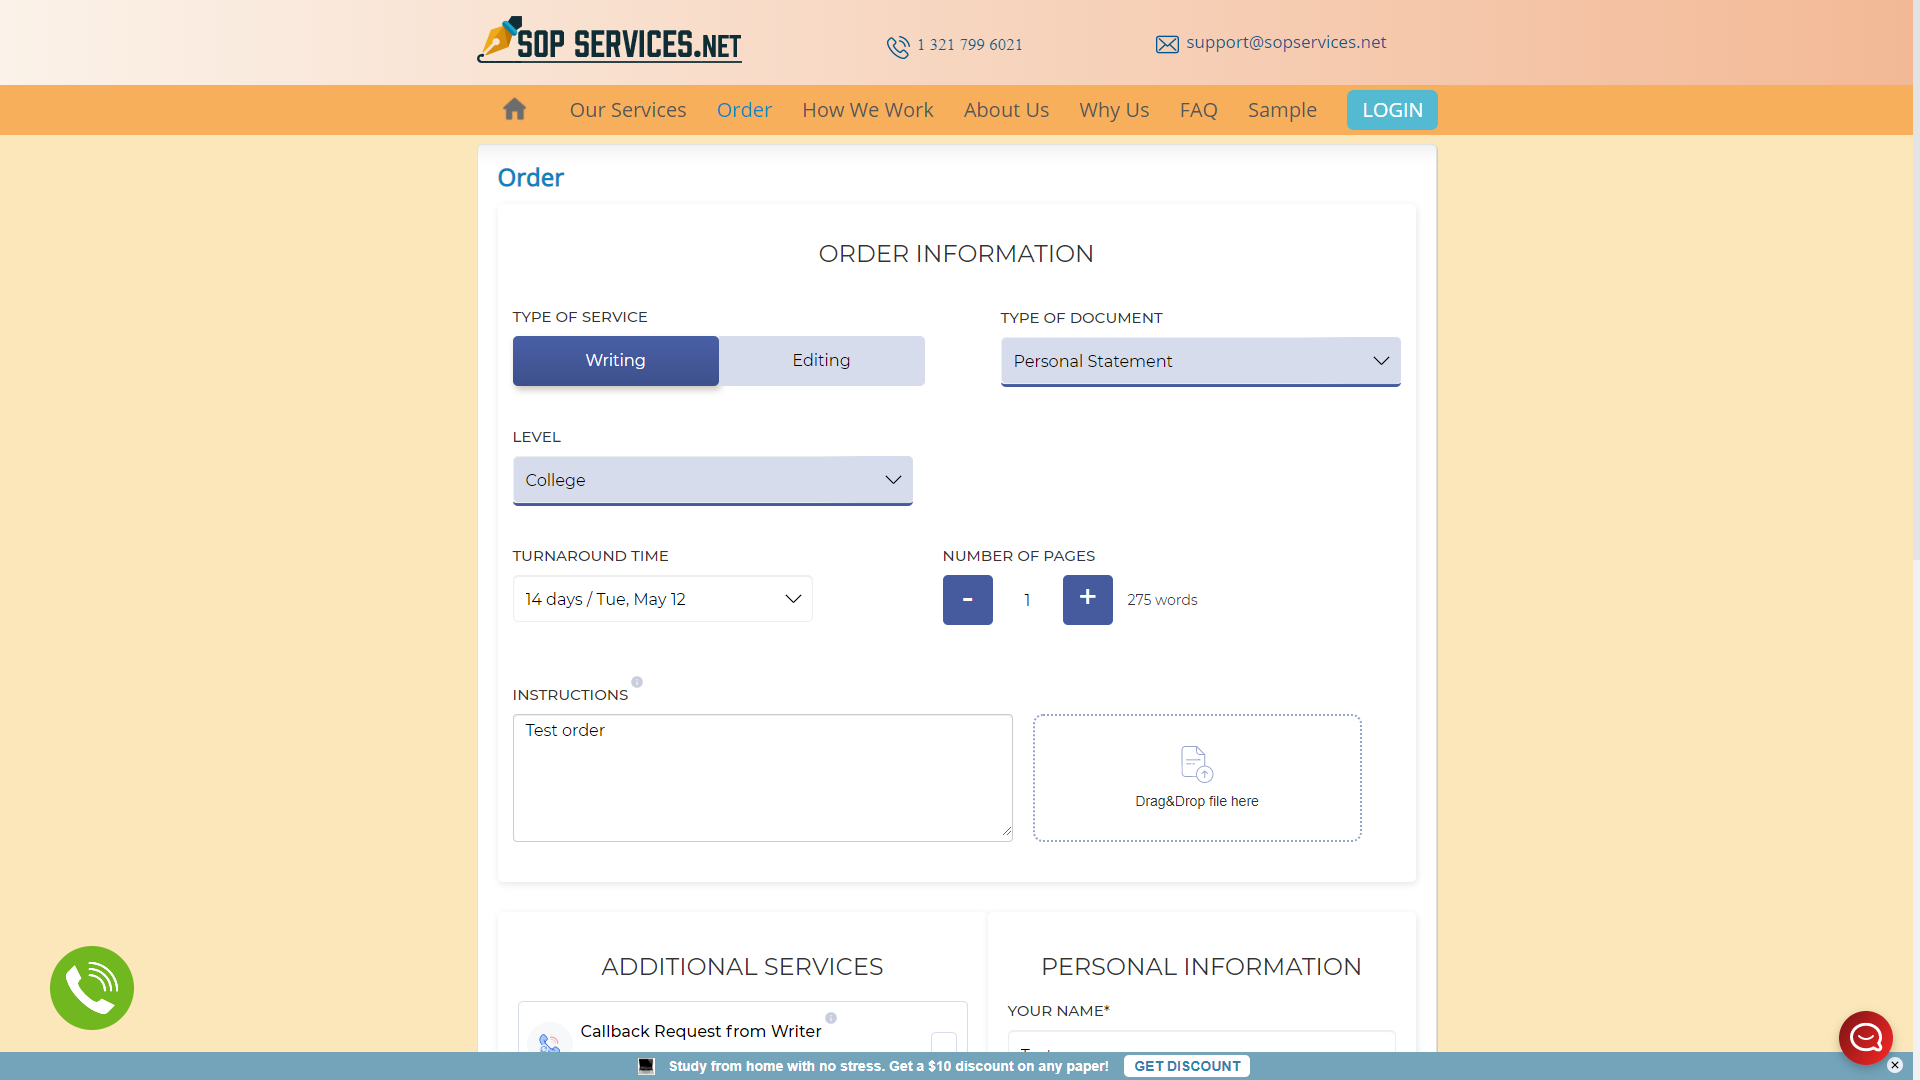 SOP SERVICES.NET
1 321 799 6021
support@sopservices.net
Our Services
Order
How We Work
About Us
Why Us
FAQ
Sample
LOGIN
Order
ORDER INFORMATION
TYPE OF SERVICE
TYPE OF DOCUMENT
Writing
Editing
Personal Statement
LEVEL
College
TURNAROUND TIME
NUMBER OF PAGES
14 days / Tue, May 12
-
1
+
275 words
INSTRUCTIONS
Test order
Drag&Drop file here
ADDITIONAL SERVICES
PERSONAL INFORMATION
YOUR NAME*
Callback Request from Writer
Study from home with no stress. Get a $10 discount on any paper!
GET DISCOUNT